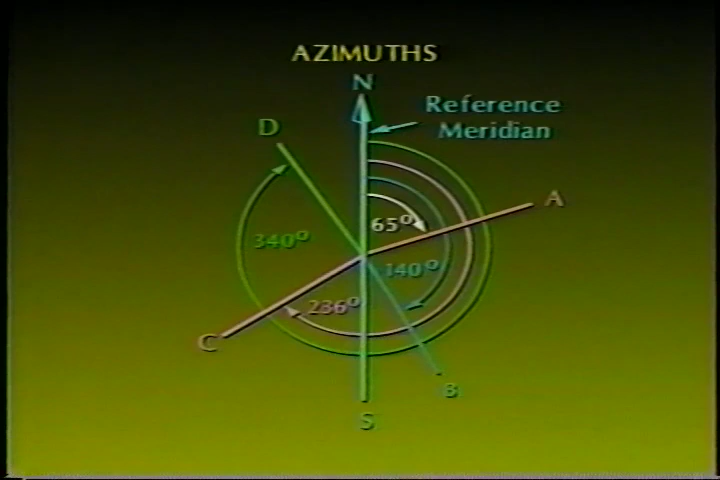 AZIMUTHS
N
Reference
Meridian
D
A
65°
340°
140°
236°
C
B
S